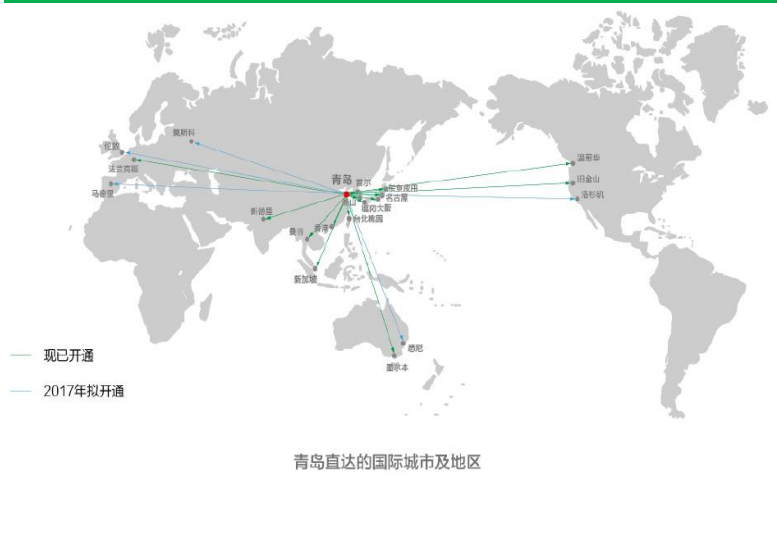 莫斯科
伦敦
法兰克福
马德里
青岛
首尔
东京成田
名古屋
釜山
福冈大阪
台北桃园
香港
曼谷
新德里
新加坡
温哥华
旧金山
洛杉矶
悉尼
墨尔本
现已开通
2017年拟开通
青岛直达的国际城市及地区